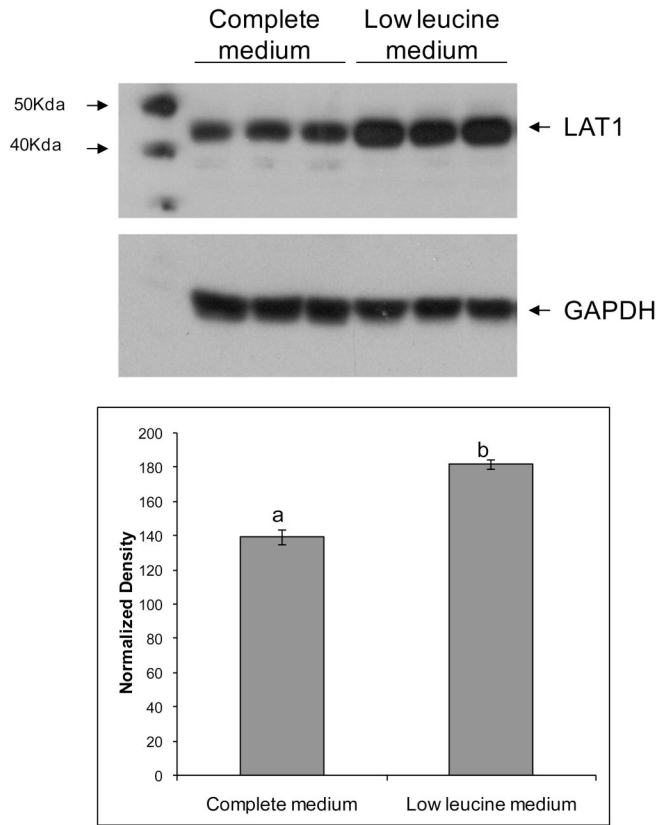 Complete
medium
Low leucine
medium
50Kda
40Kda
LAT1
GAPDH
200
180
160
140
120
100
80
60
40
20
0
Normalized Density
a
b
Complete medium
Low leucine medium